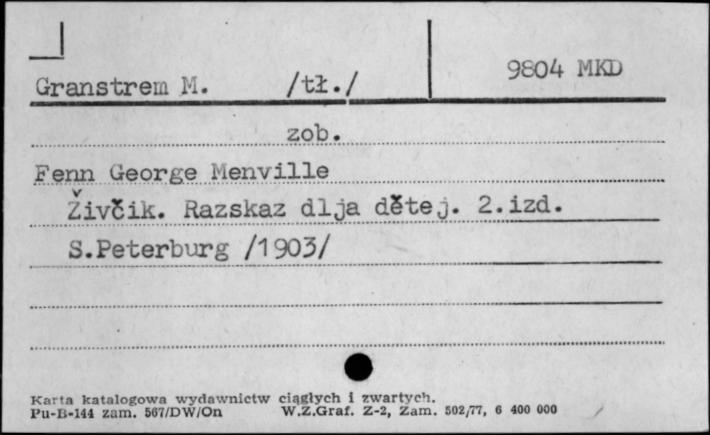 Granstrem M. /tł./ 9804 MKD
zob.
Fenn George Menville
Živčik. Razskaz dlja dětej. 2.izd.
S.Peterburg /1903/
Karta katalogowa wydawnictw ciągłych i zwartych.
Pu-B-144 zam. 567/DW/On W.Z.Graf. Z-2, Zam. 502/77, 6 400 000